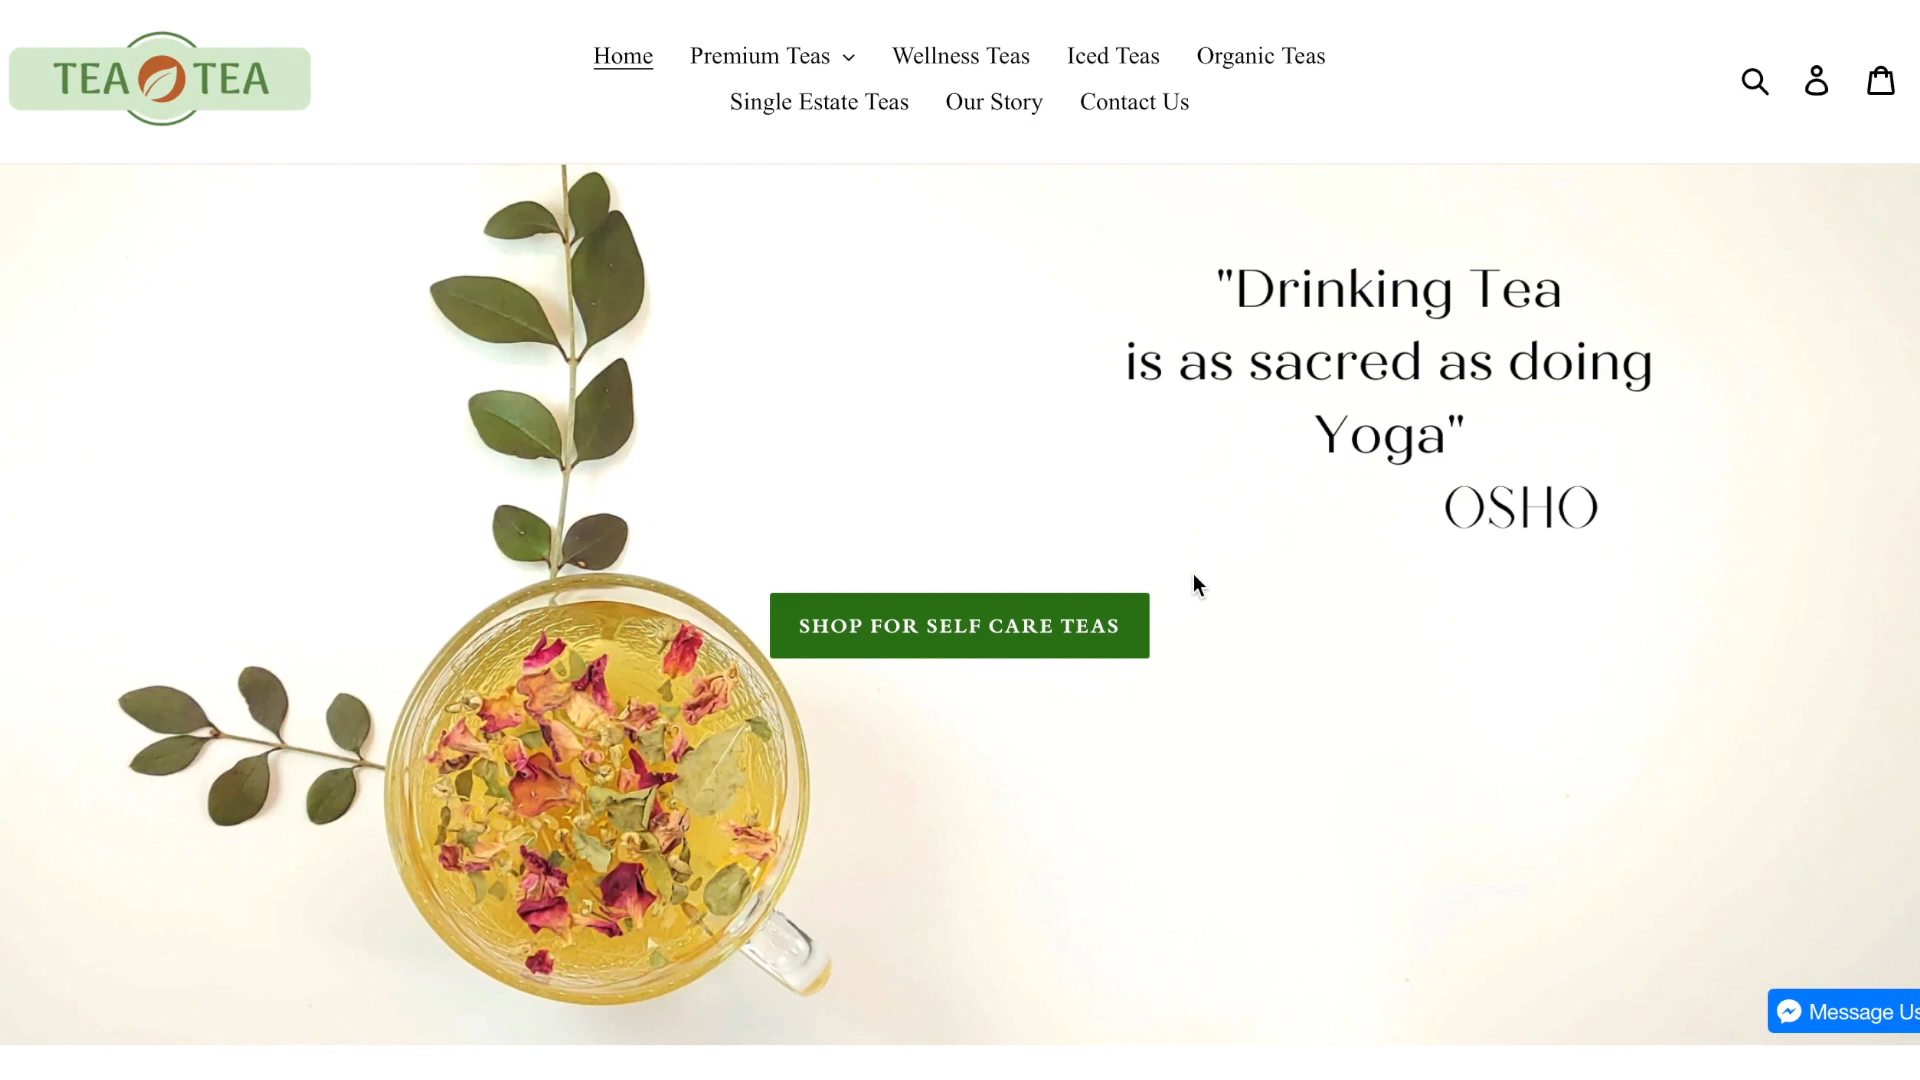 TEA TEA
Home Premium Teas Wellness Teas Iced Teas Organic Teas
Single Estate Teas Our Story Contact Us
"Drinking Tea
is as sacred as doing
Yoga"
OSHO
SHOP FOR SELF CARE TEAS
Message Us